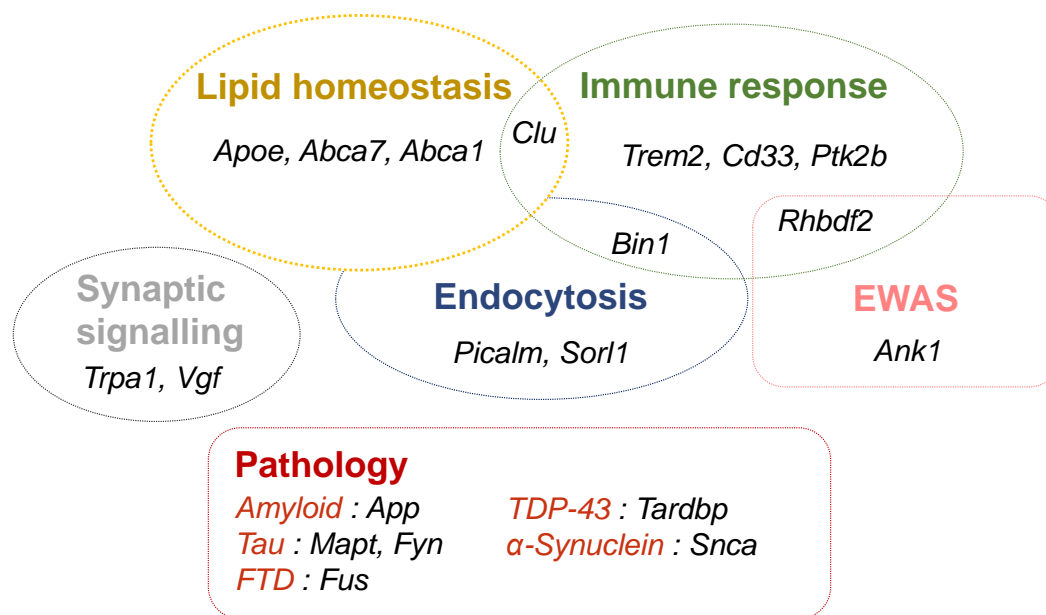 Lipid homeostasis
Apoe, Abca7, Abca1
Clu
Immune response
Trem2, Cd33, Ptk2b
Rhbdf2
Bin1
Synaptic
signalling
Trpa1, Vgf
Endocytosis
Picalm, Sorl1
EWAS
Ank1
Pathology
Amyloid : App
Tau : Mapt, Fyn
FTD : Fus
TDP-43 : Tardbp
α-Synuclein : Snca